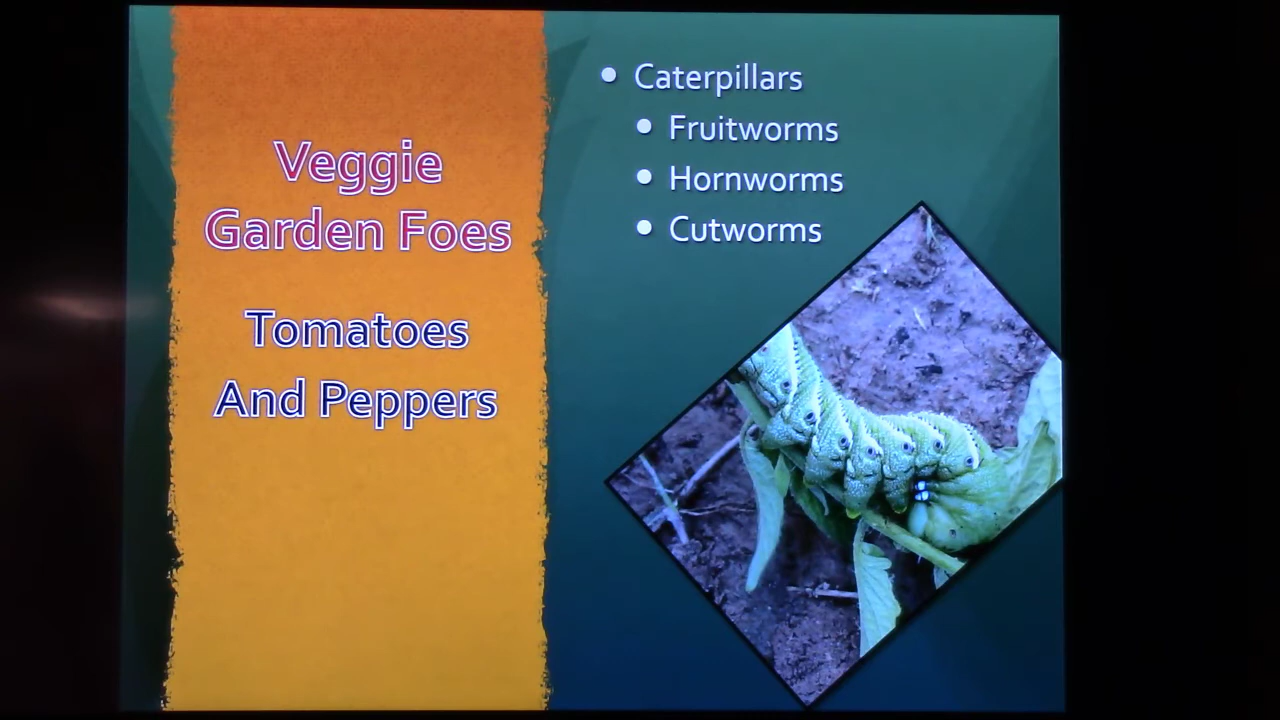 Veggie
Garden Foes
Tomatoes
And Peppers
Caterpillars
Fruitworms
Hornworms
Cutworms